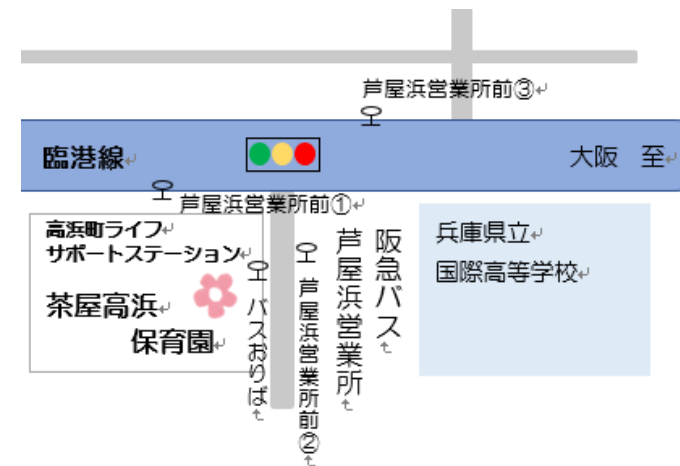 芦屋浜営業所前③
臨港線
大阪 至
芦屋浜営業所前①
高浜町ライフ
サポートステーション
茶屋高浜
保育園
バスおりば
芦屋浜営業所前②
阪急バス
芦屋浜営業所
兵庫県立
国際高等学校